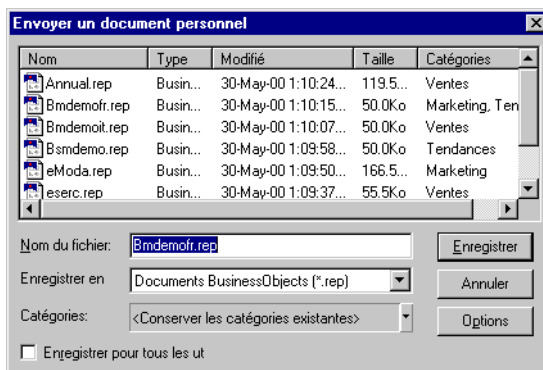 Envoyer un document personnel
Nom Type Modifié Taille Catégories
Annual.rep Busin... 30-May-00 1:10:24... 119.5... Ventes
Bmdemofr.rep Busin... 30-May-00 1:10:15... 50.0Ko Marketing, Ten
Bmdemoit.rep Busin... 30-May-00 1:10:07... 50.0Ko Ventes
Bsmdemo.rep Busin... 30-May-00 1:09:58... 50.0Ko Tendances
eModa.rep Busin... 30-May-00 1:09:50... 166.5... Marketing
eserc.rep Busin... 30-May-00 1:09:37... 55.5Ko Ventes
Nom du fichier: Bmdemofr.rep Enregistrer
Enregistrer en Documents BusinessObjects (*.rep) Annuler
Catégories: <Conserver les catégories existantes> Options
Enregistrer pour tous les ut